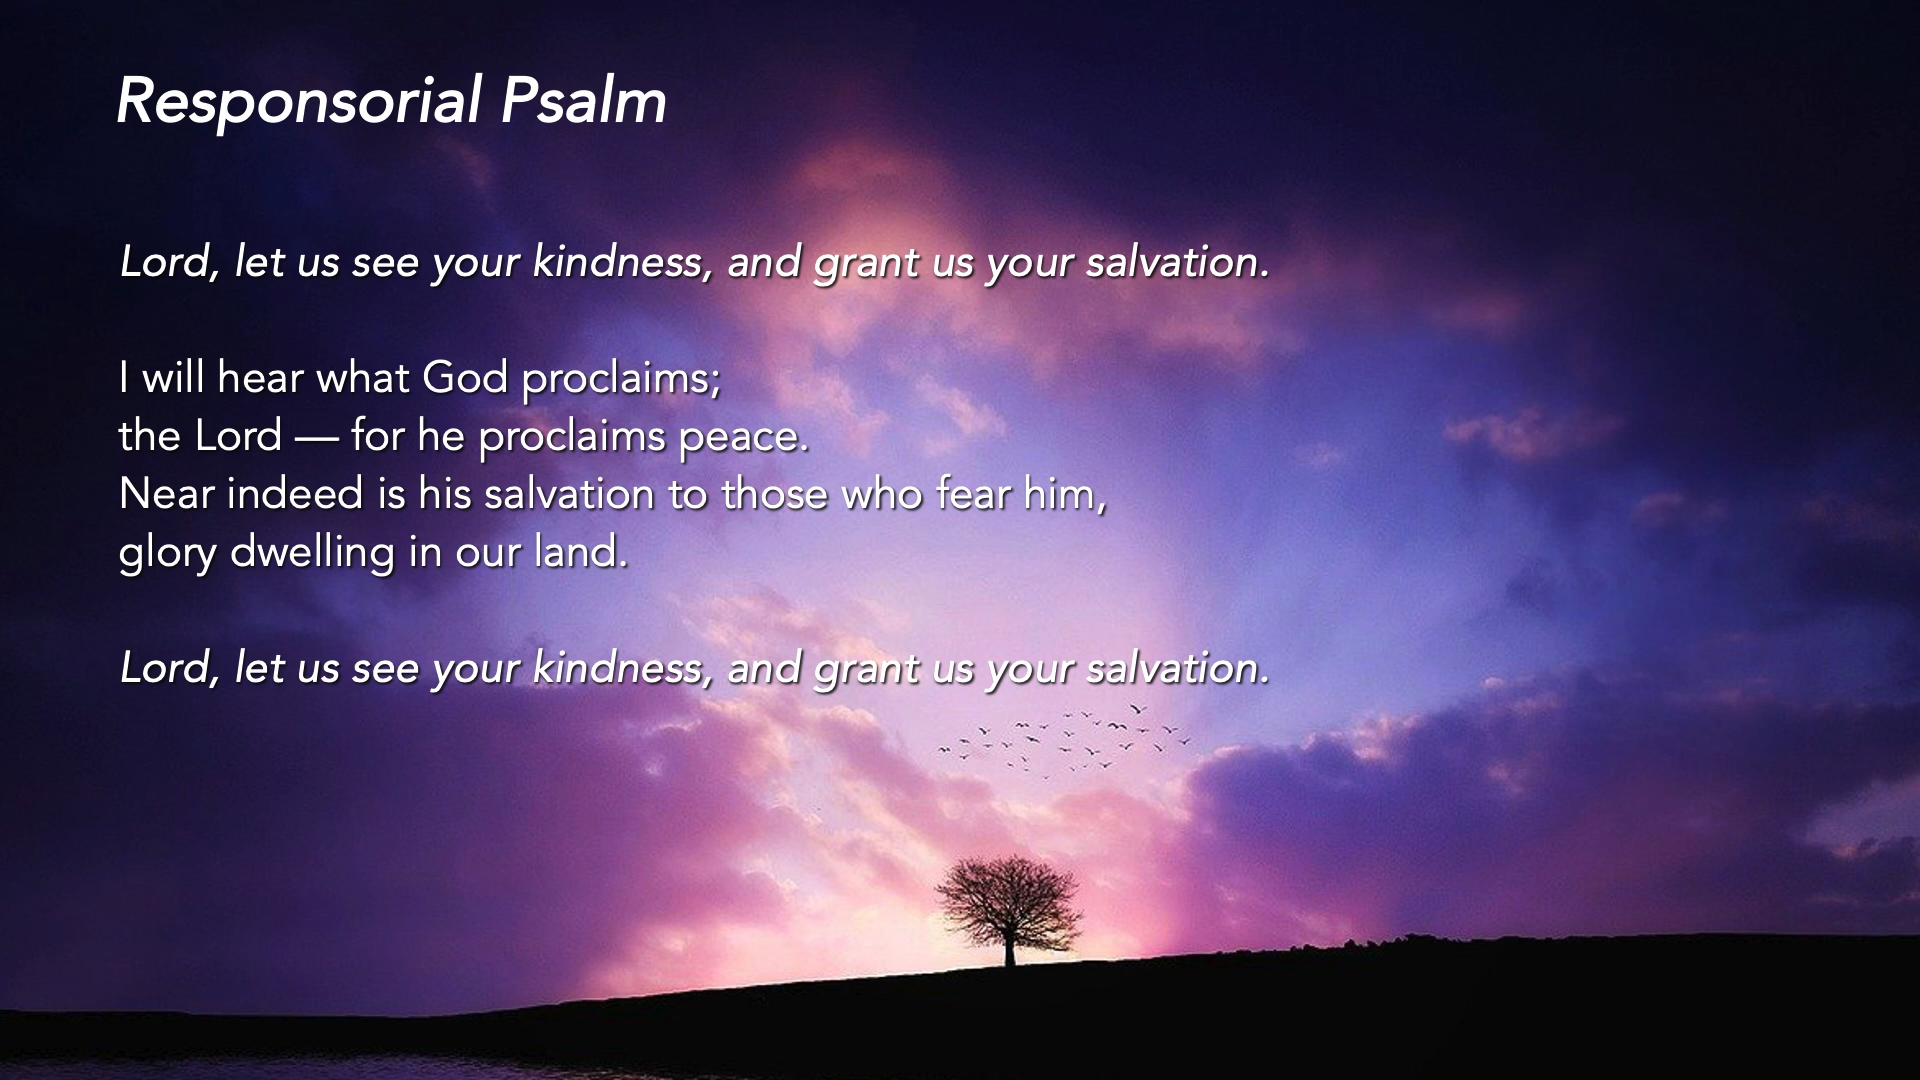 Responsorial Psalm
Lord, let us see your kindness, and grant us your salvation.
I will hear what God proclaims;
the Lord — for he proclaims peace.
Near indeed is his salvation to those who fear him,
glory dwelling in our land.
Lord, let us see your kindness, and grant us your salvation.